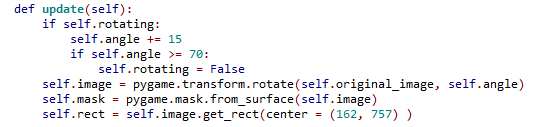 def update(self):
    if self.rotating:
        self.angle += 15
        if self.angle >= 70:
            self.rotating = False
    self.image = pygame.transform.rotate(self.original_image, self.angle)
    self.mask = pygame.mask.from_surface(self.image)
    self.rect = self.image.get_rect(center = (162, 757) )